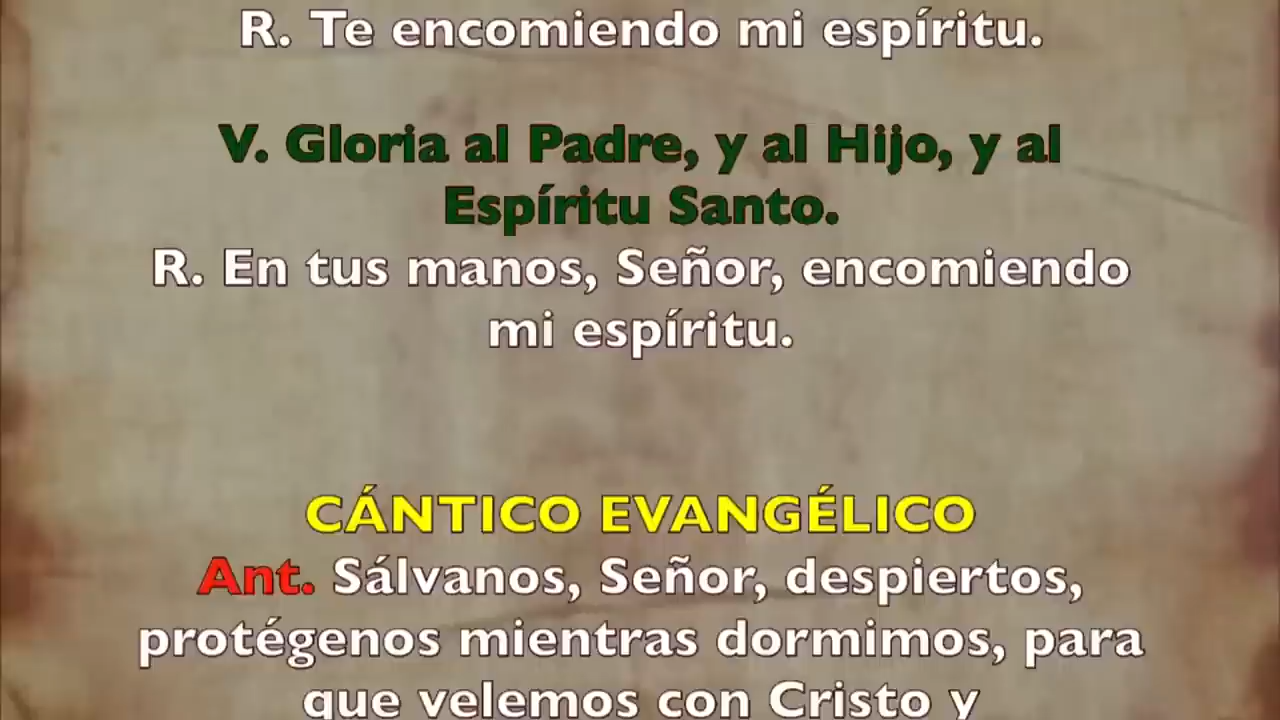 R. Te encomiendo mi espíritu.
V. Gloria al Padre, y al Hijo, y al
Espíritu Santo.
R. En tus manos, Señor, encomiendo
mi espíritu.
CÁNTICO EVANGÉLICO
Ant. Sálvanos, Señor, despiertos,
protégenos mientras dormimos, para
que velemos con Cristo y